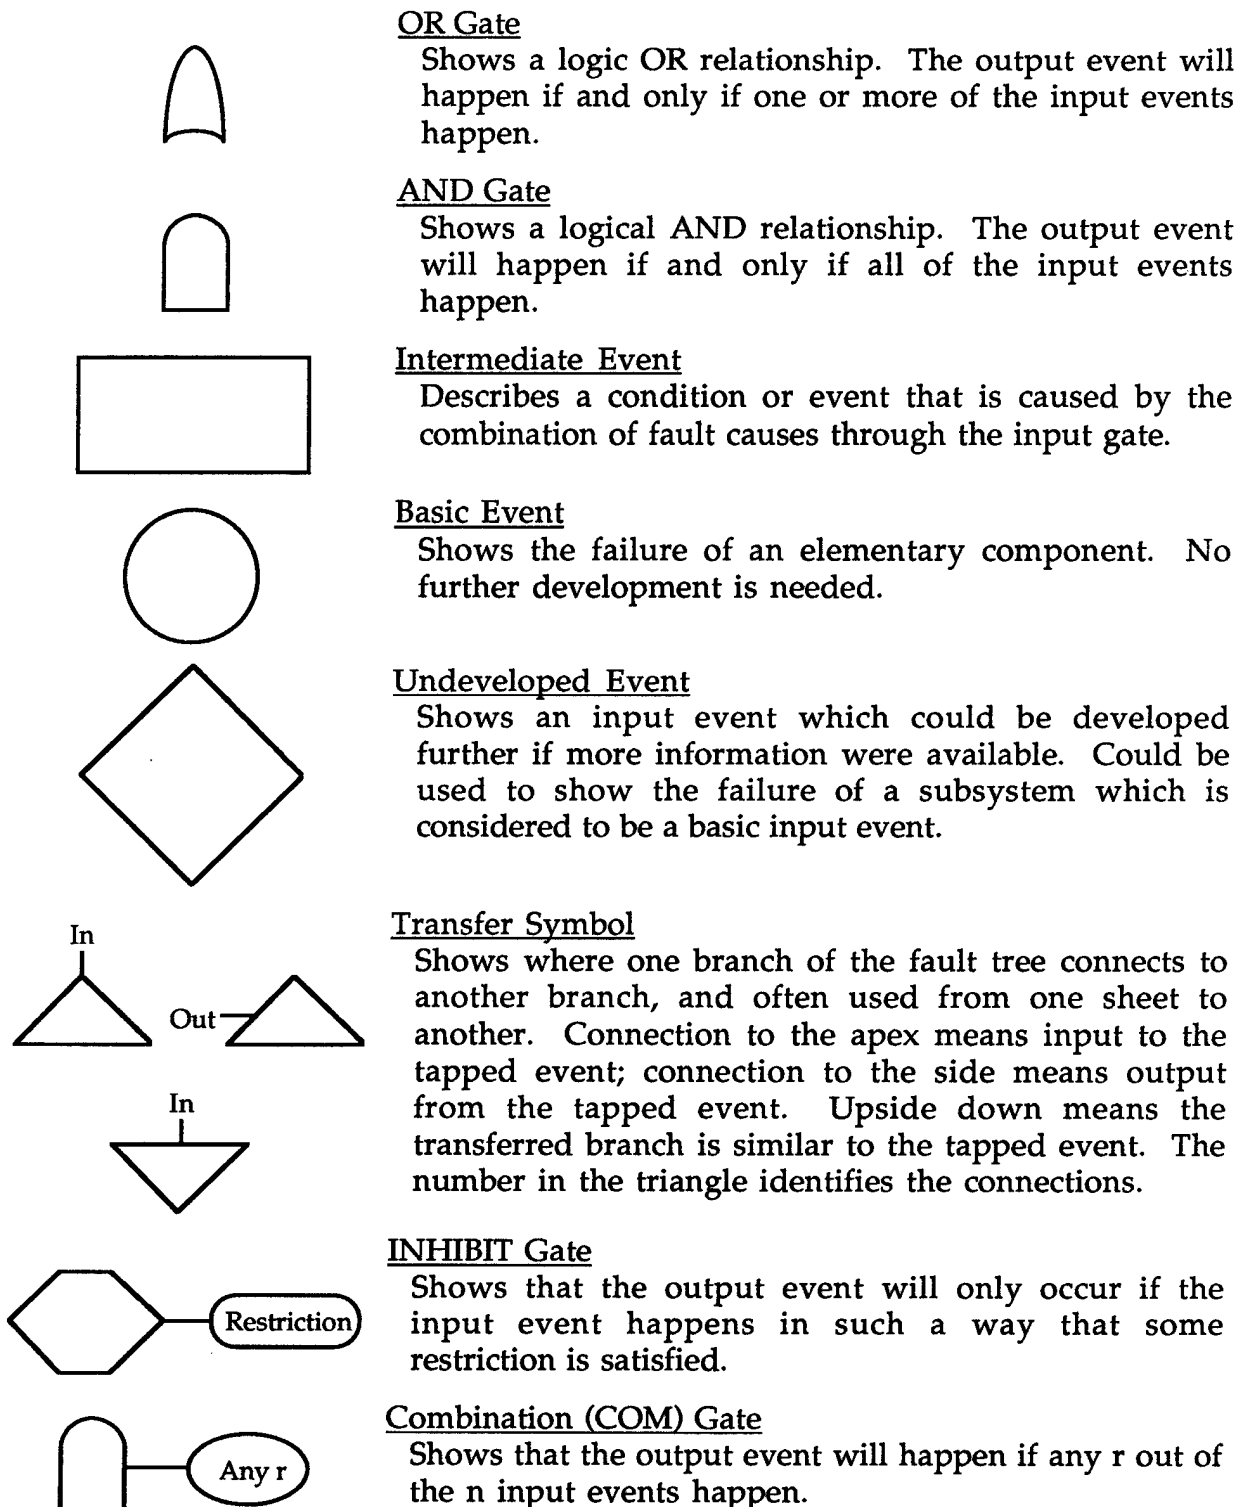 OR Gate
Shows a logic OR relationship. The output event will
happen if and only if one or more of the input events
happen.
AND Gate
Shows a logical AND relationship. The output event
will happen if and only if all of the input events
happen.
Intermediate Event
Describes a condition or event that is caused by the
combination of fault causes through the input gate.
Basic Event
Shows the failure of an elementary component. No
further development is needed.
Undeveloped Event
Shows an input event which could be developed
further if more information were available. Could be
used to show the failure of a subsystem which is
considered to be a basic input event.
In
Out
In
Transfer Symbol
Shows where one branch of the fault tree connects to
another branch, and often used from one sheet to
another. Connection to the apex means input to the
tapped event; connection to the side means output
from the tapped event. Upside down means the
transferred branch is similar to the tapped event. The
number in the triangle identifies the connections.
Restriction
INHIBIT Gate
Shows that the output event will only occur if the
input event happens in such a way that some
restriction is satisfied.
Any r
Combination (COM) Gate
Shows that the output event will happen if any r out of
the n input events happen.